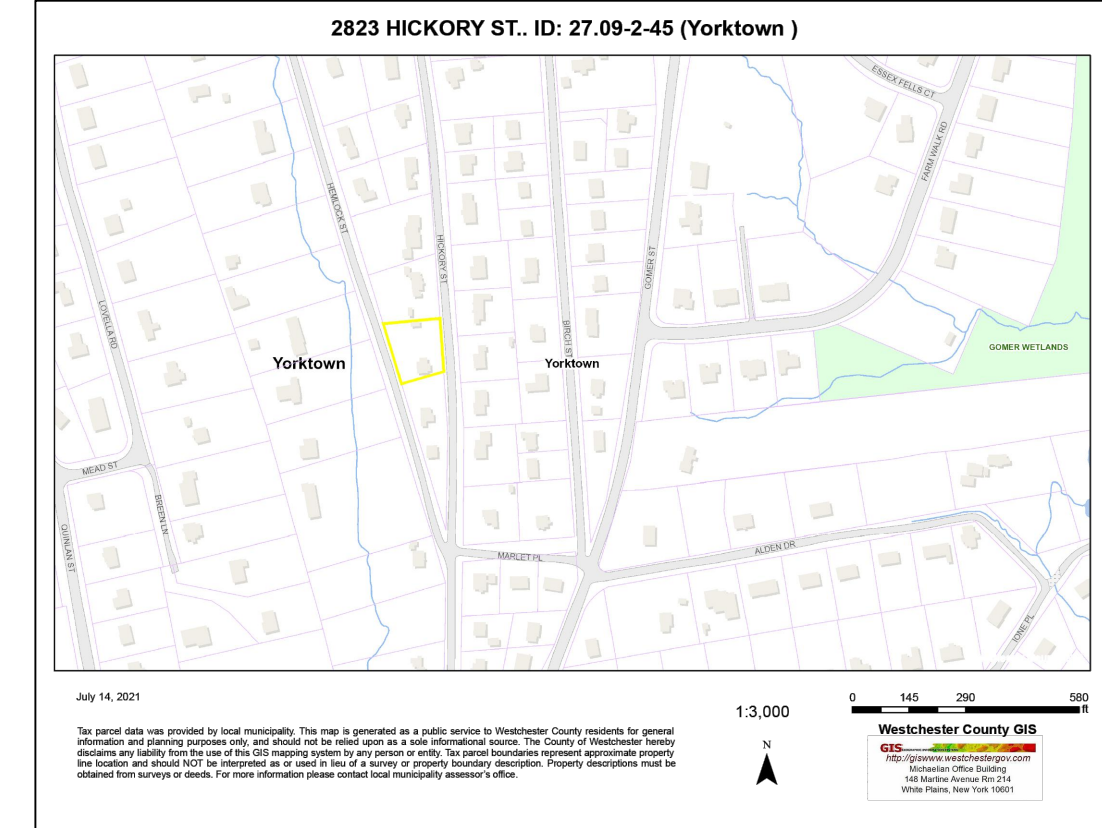 2823 HICKORY ST.. ID: 27.09-2-45 (Yorktown )
ESSEX FELLS CT
FARM WALK RD
HEMLOCK ST
HICKORY ST
GOMER ST
LOVELLA RD
BIRCH ST
GOMER WETLANDS
Yorktown
Yorktown
MEAD ST
BREEN LN
QUINLAN ST
MARLET PL
ALDEN DR
IONE PL
July 14, 2021
1:3,000
0 145 290 580
ft
Tax parcel data was provided by local municipality. This map is generated as a public service to Westchester County residents for general
information and planning purposes only, and should not be relied upon as a sole informational source. The County of Westchester hereby
disclaims any liability from the use of this GIS mapping system by any person or entity. Tax parcel boundaries represent approximate property
line location and should NOT be interpreted as or used in lieu of a survey or property boundary description. Property descriptions must be
obtained from surveys or deeds. For more information please contact local municipality assessor's office.
N
Westchester County GIS
GIS
http://giswww.westchestergov.com
Michaelian Office Building
148 Martine Avenue Rm 214
White Plains, New York 10601